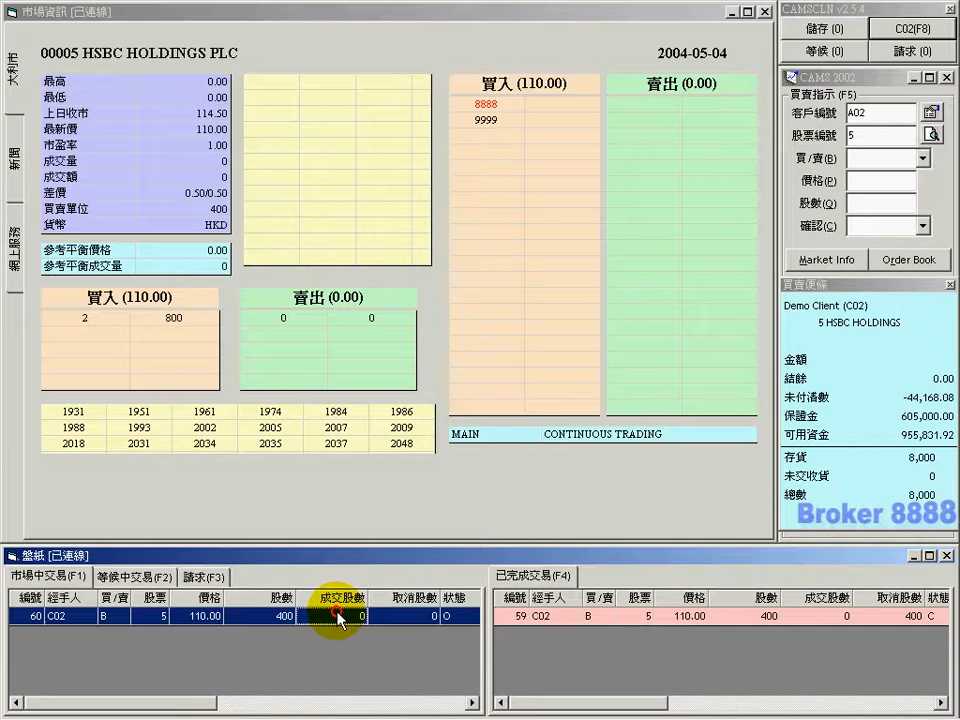 市場資訊 [已連線]
大利市
新聞
網上服務
00005 HSBC HOLDINGS PLC
2004-05-04
最高 0.00
最低 0.00
上日收市 114.50
最新價 110.00
市盈率 1.00
成交量 0
成交額 0
差價 0.50/0.50
買賣單位 400
貨幣 HKD
參考平衡價格 0.00
參考平衡成交量 0
買入 (110.00)
賣出 (0.00)
2 800
0 0
1931 1951 1961 1974 1984 1986
1988 1993 2002 2005 2007 2009
2018 2031 2034 2035 2037 2048
買入 (110.00)
賣出 (0.00)
8888
9999
MAIN CONTINUOUS TRADING
CAMSCLN v2.5.4
儲存 (0) C02(F8)
等候 (0) 請求 (0)
CAMS 2002
買賣指示 (F5)
客戶編號 A02
股票編號 5
買/賣(B)
價格(P)
股數(Q)
確認(C)
Market Info Order Book
買賣便條
Demo Client (C02)
5 HSBC HOLDINGS
金額
結餘 0.00
未付清數 -44,168.08
保證金 605,000.00
可用資金 955,831.92
存貨 8,000
未交收貨 0
總數 8,000
Broker 8888
盤紙 [已連線]
市場中交易(F1) 等候中交易(F2) 請求(F3)
編號 經手人 買/賣 股票 價格 股數 成交股數 取消股數 狀態
60 C02 B 5 110.00 400 0 0 O
已完成交易(F4)
編號 經手人 買/賣 股票 價格 股數 成交股數 取消股數 狀態
59 C02 B 5 110.00 400 0 400 C